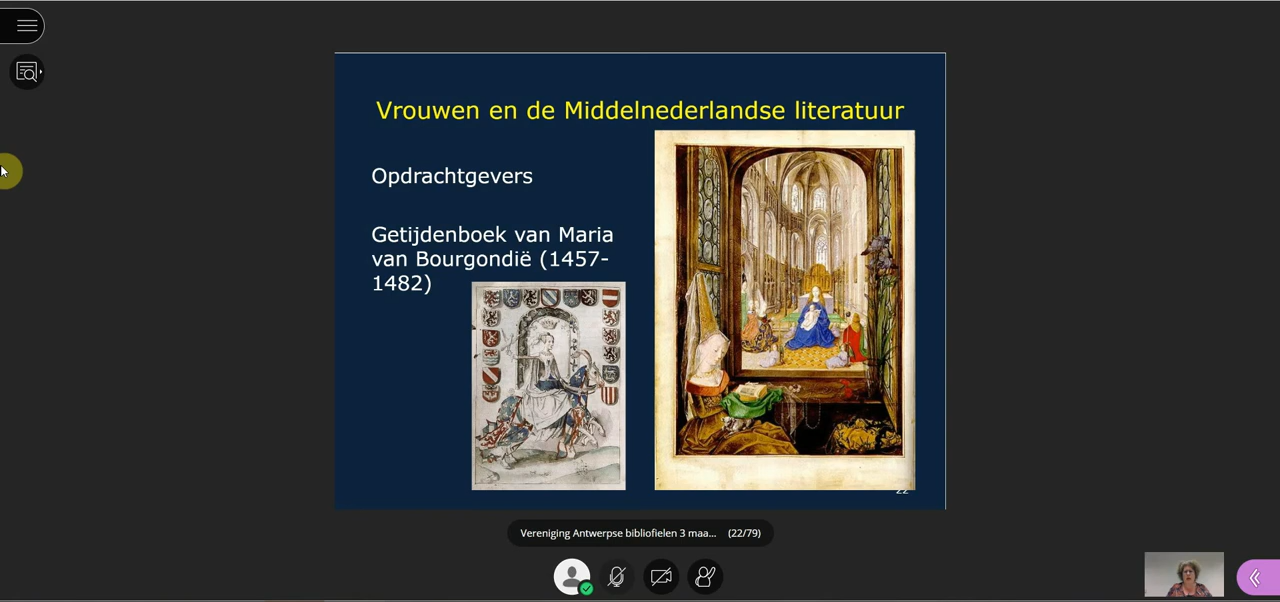 Vrouwen en de Middelnederlandse literatuur
Opdrachtgevers
Getijdenboek van Maria
van Bourgondië (1457-
1482)
22
Vereniging Antwerpse bibliofielen 3 maa... (22/79)